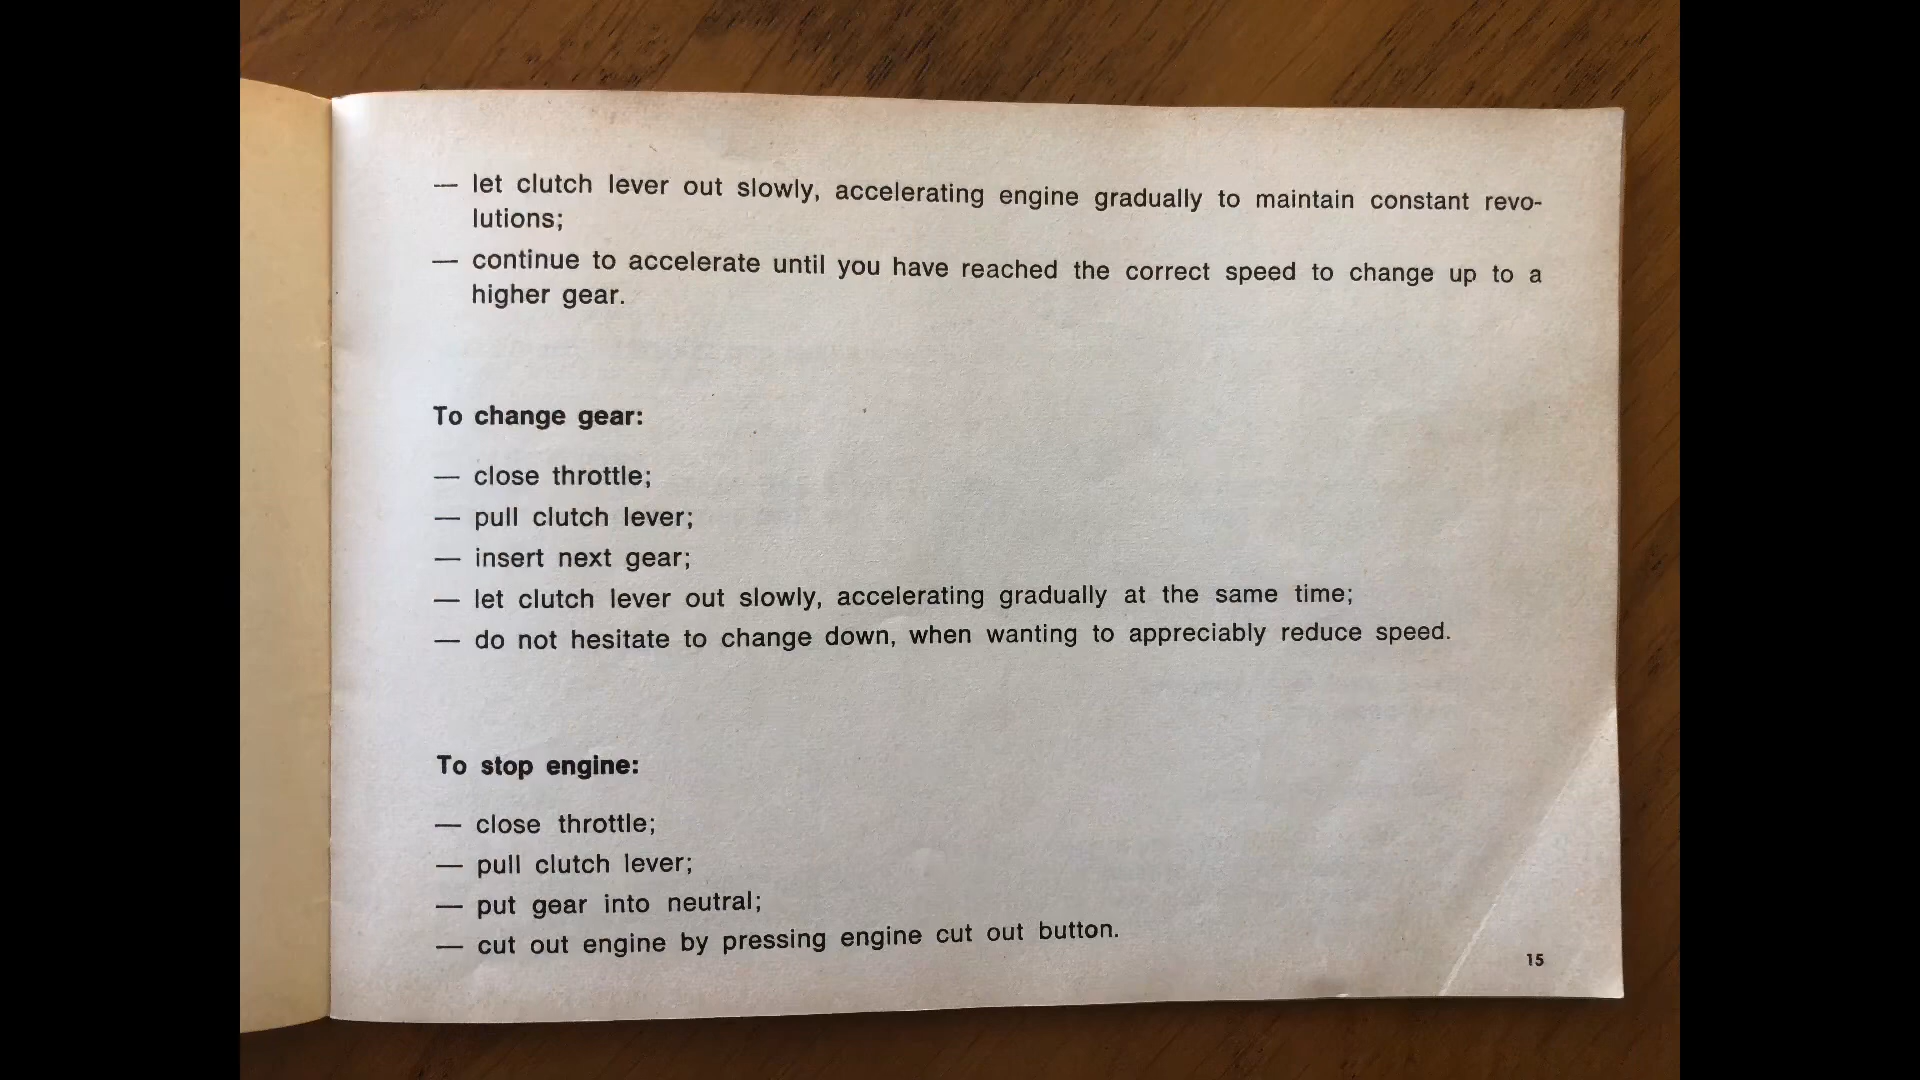 — let clutch lever out slowly, accelerating engine gradually to maintain constant revo-
lutions;
— continue to accelerate until you have reached the correct speed to change up to a
higher gear.
To change gear:
— close throttle;
— pull clutch lever;
— insert next gear;
— let clutch lever out slowly, accelerating gradually at the same time;
— do not hesitate to change down, when wanting to appreciably reduce speed.
To stop engine:
— close throttle;
— pull clutch lever;
— put gear into neutral;
— cut out engine by pressing engine cut out button.
15